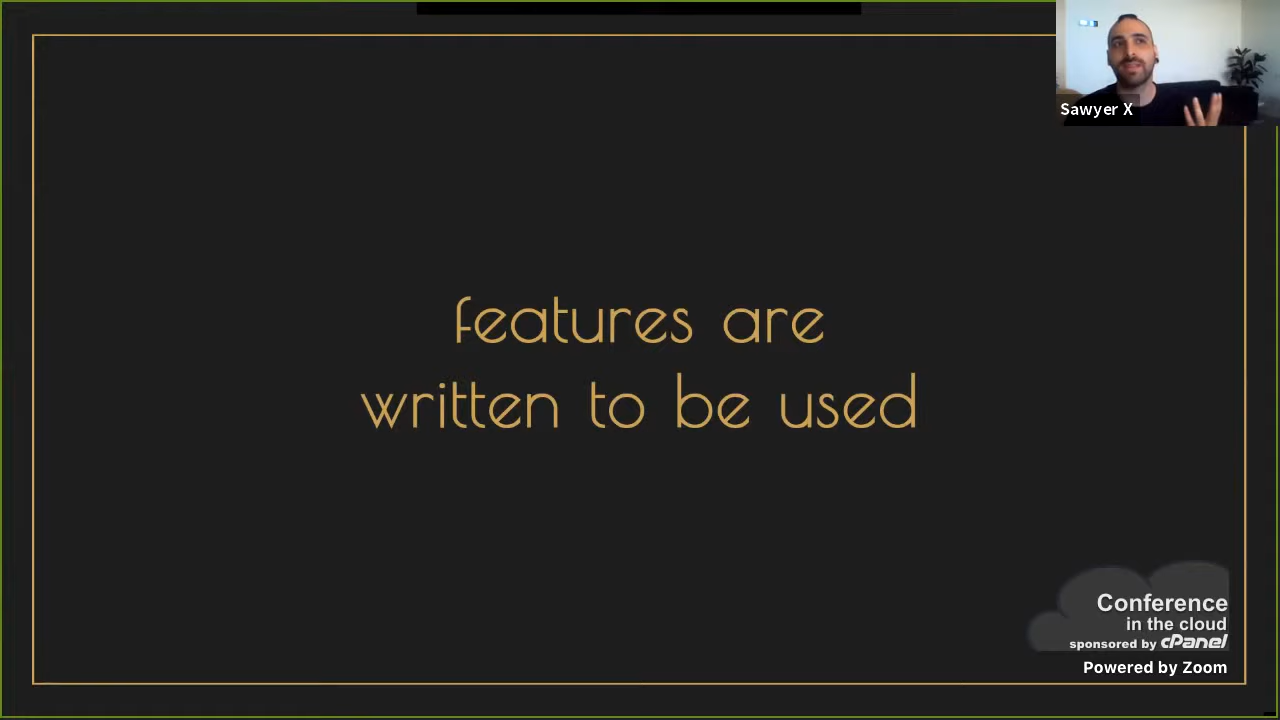 Sawyer X
features are
written to be used
Conference
in the cloud
sponsored by cPanel
Powered by Zoom